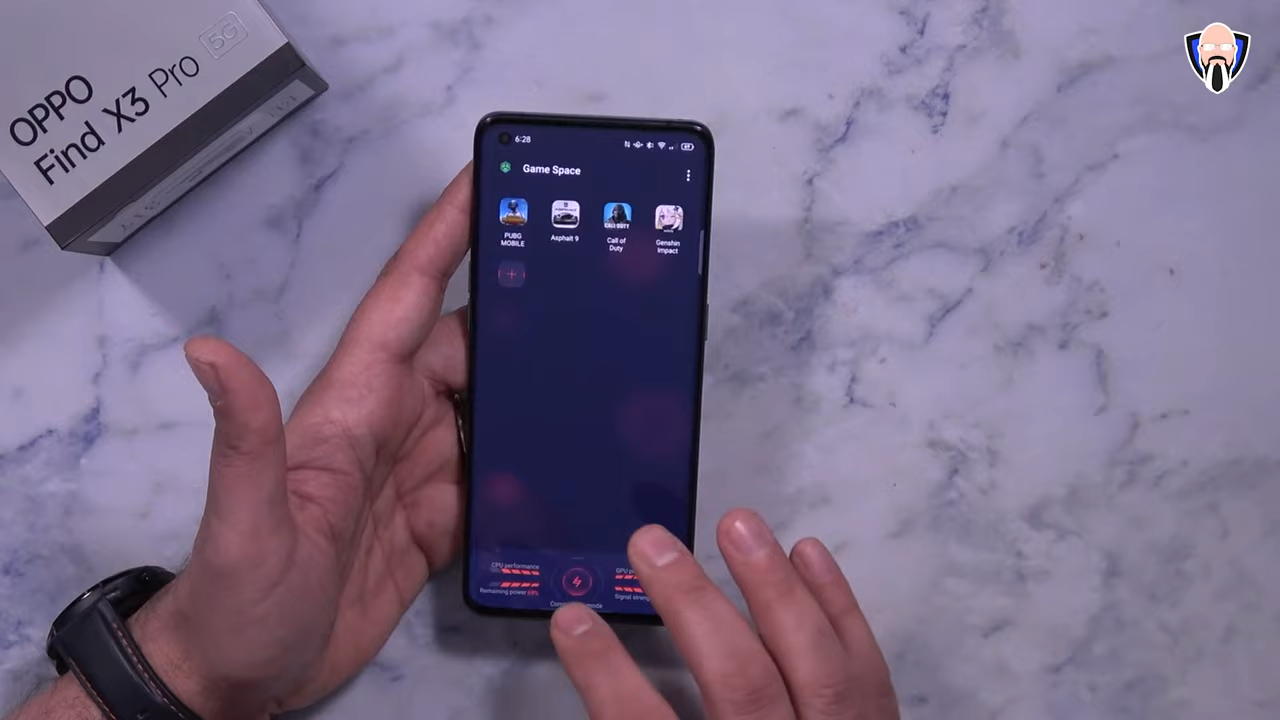 OPPO
Find X3 Pro 5G
6:28
Game Space
PUBG MOBILE
Asphalt 9
Call of Duty
Genshin Impact
CPU performance
Remaining power